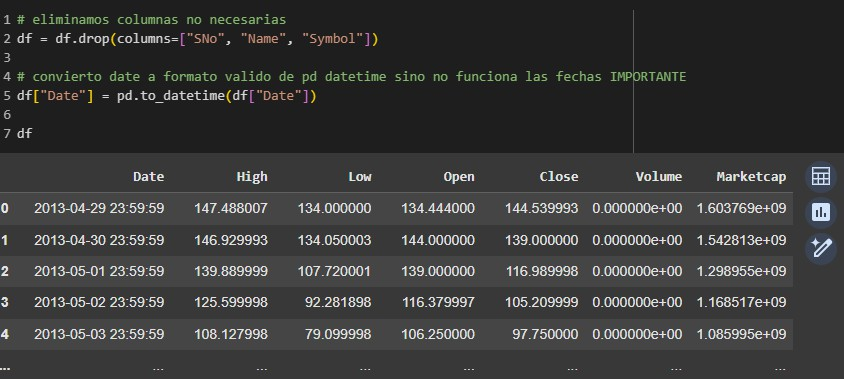 1 # eliminamos columnas no necesarias
2 df = df.drop(columns=["SNo", "Name", "Symbol"])
3
4 # convierto date a formato valido de pd datetime sino no funciona las fechas IMPORTANTE
5 df["Date"] = pd.to_datetime(df["Date"])
6
7 df
Date High Low Open Close Volume Marketcap
0 2013-04-29 23:59:59 147.488007 134.000000 134.444000 144.539993 0.000000e+00 1.603769e+09
1 2013-04-30 23:59:59 146.929993 134.050003 144.000000 139.000000 0.000000e+00 1.542813e+09
2 2013-05-01 23:59:59 139.889999 107.720001 139.000000 116.989998 0.000000e+00 1.298955e+09
3 2013-05-02 23:59:59 125.599998 92.281898 116.379997 105.209999 0.000000e+00 1.168517e+09
4 2013-05-03 23:59:59 108.127998 79.099998 106.250000 97.750000 0.000000e+00 1.085995e+09
... ... ... ... ... ... ... ...